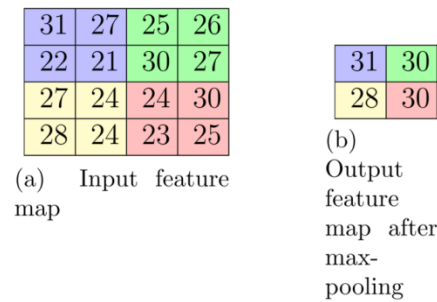 31 27 25 26
22 21 30 27
27 24 24 30
28 24 23 25
(a) Input feature
map
31 30
28 30
(b)
Output
feature
map after
max-
pooling